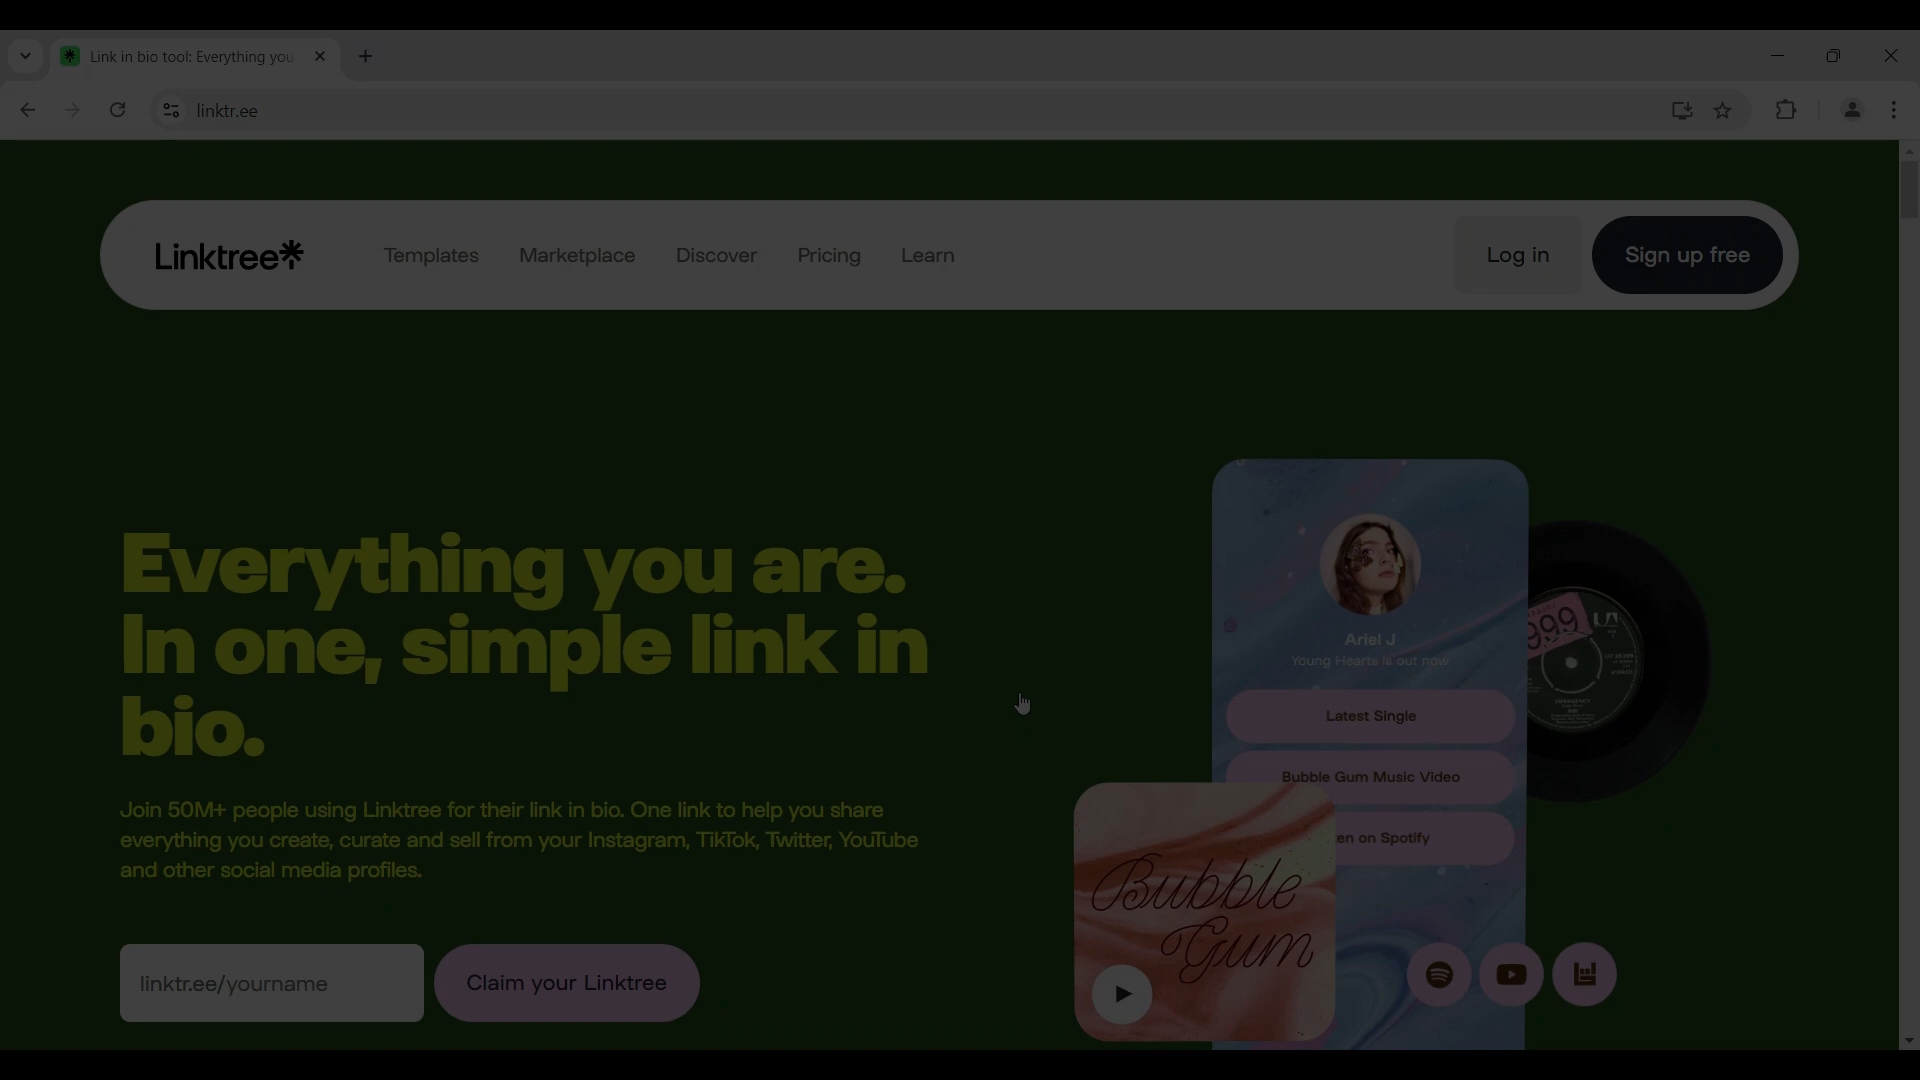 Link in bio tool: Everything you
linktr.ee
Linktree
Templates
Marketplace
Discover
Pricing
Learn
Log in
Sign up free
Everything you are.
In one, simple link in
bio.
Join 50M+ people using Linktree for their link in bio. One link to help you share
everything you create, curate and sell from your Instagram, TikTok, Twitter, YouTube
and other social media profiles.
linktr.ee/yourname
Claim your Linktree
Ariel J
Young Hearts is out now
Latest Single
Bubble Gum Music Video
en on Spotify
Bubble
Gum
999